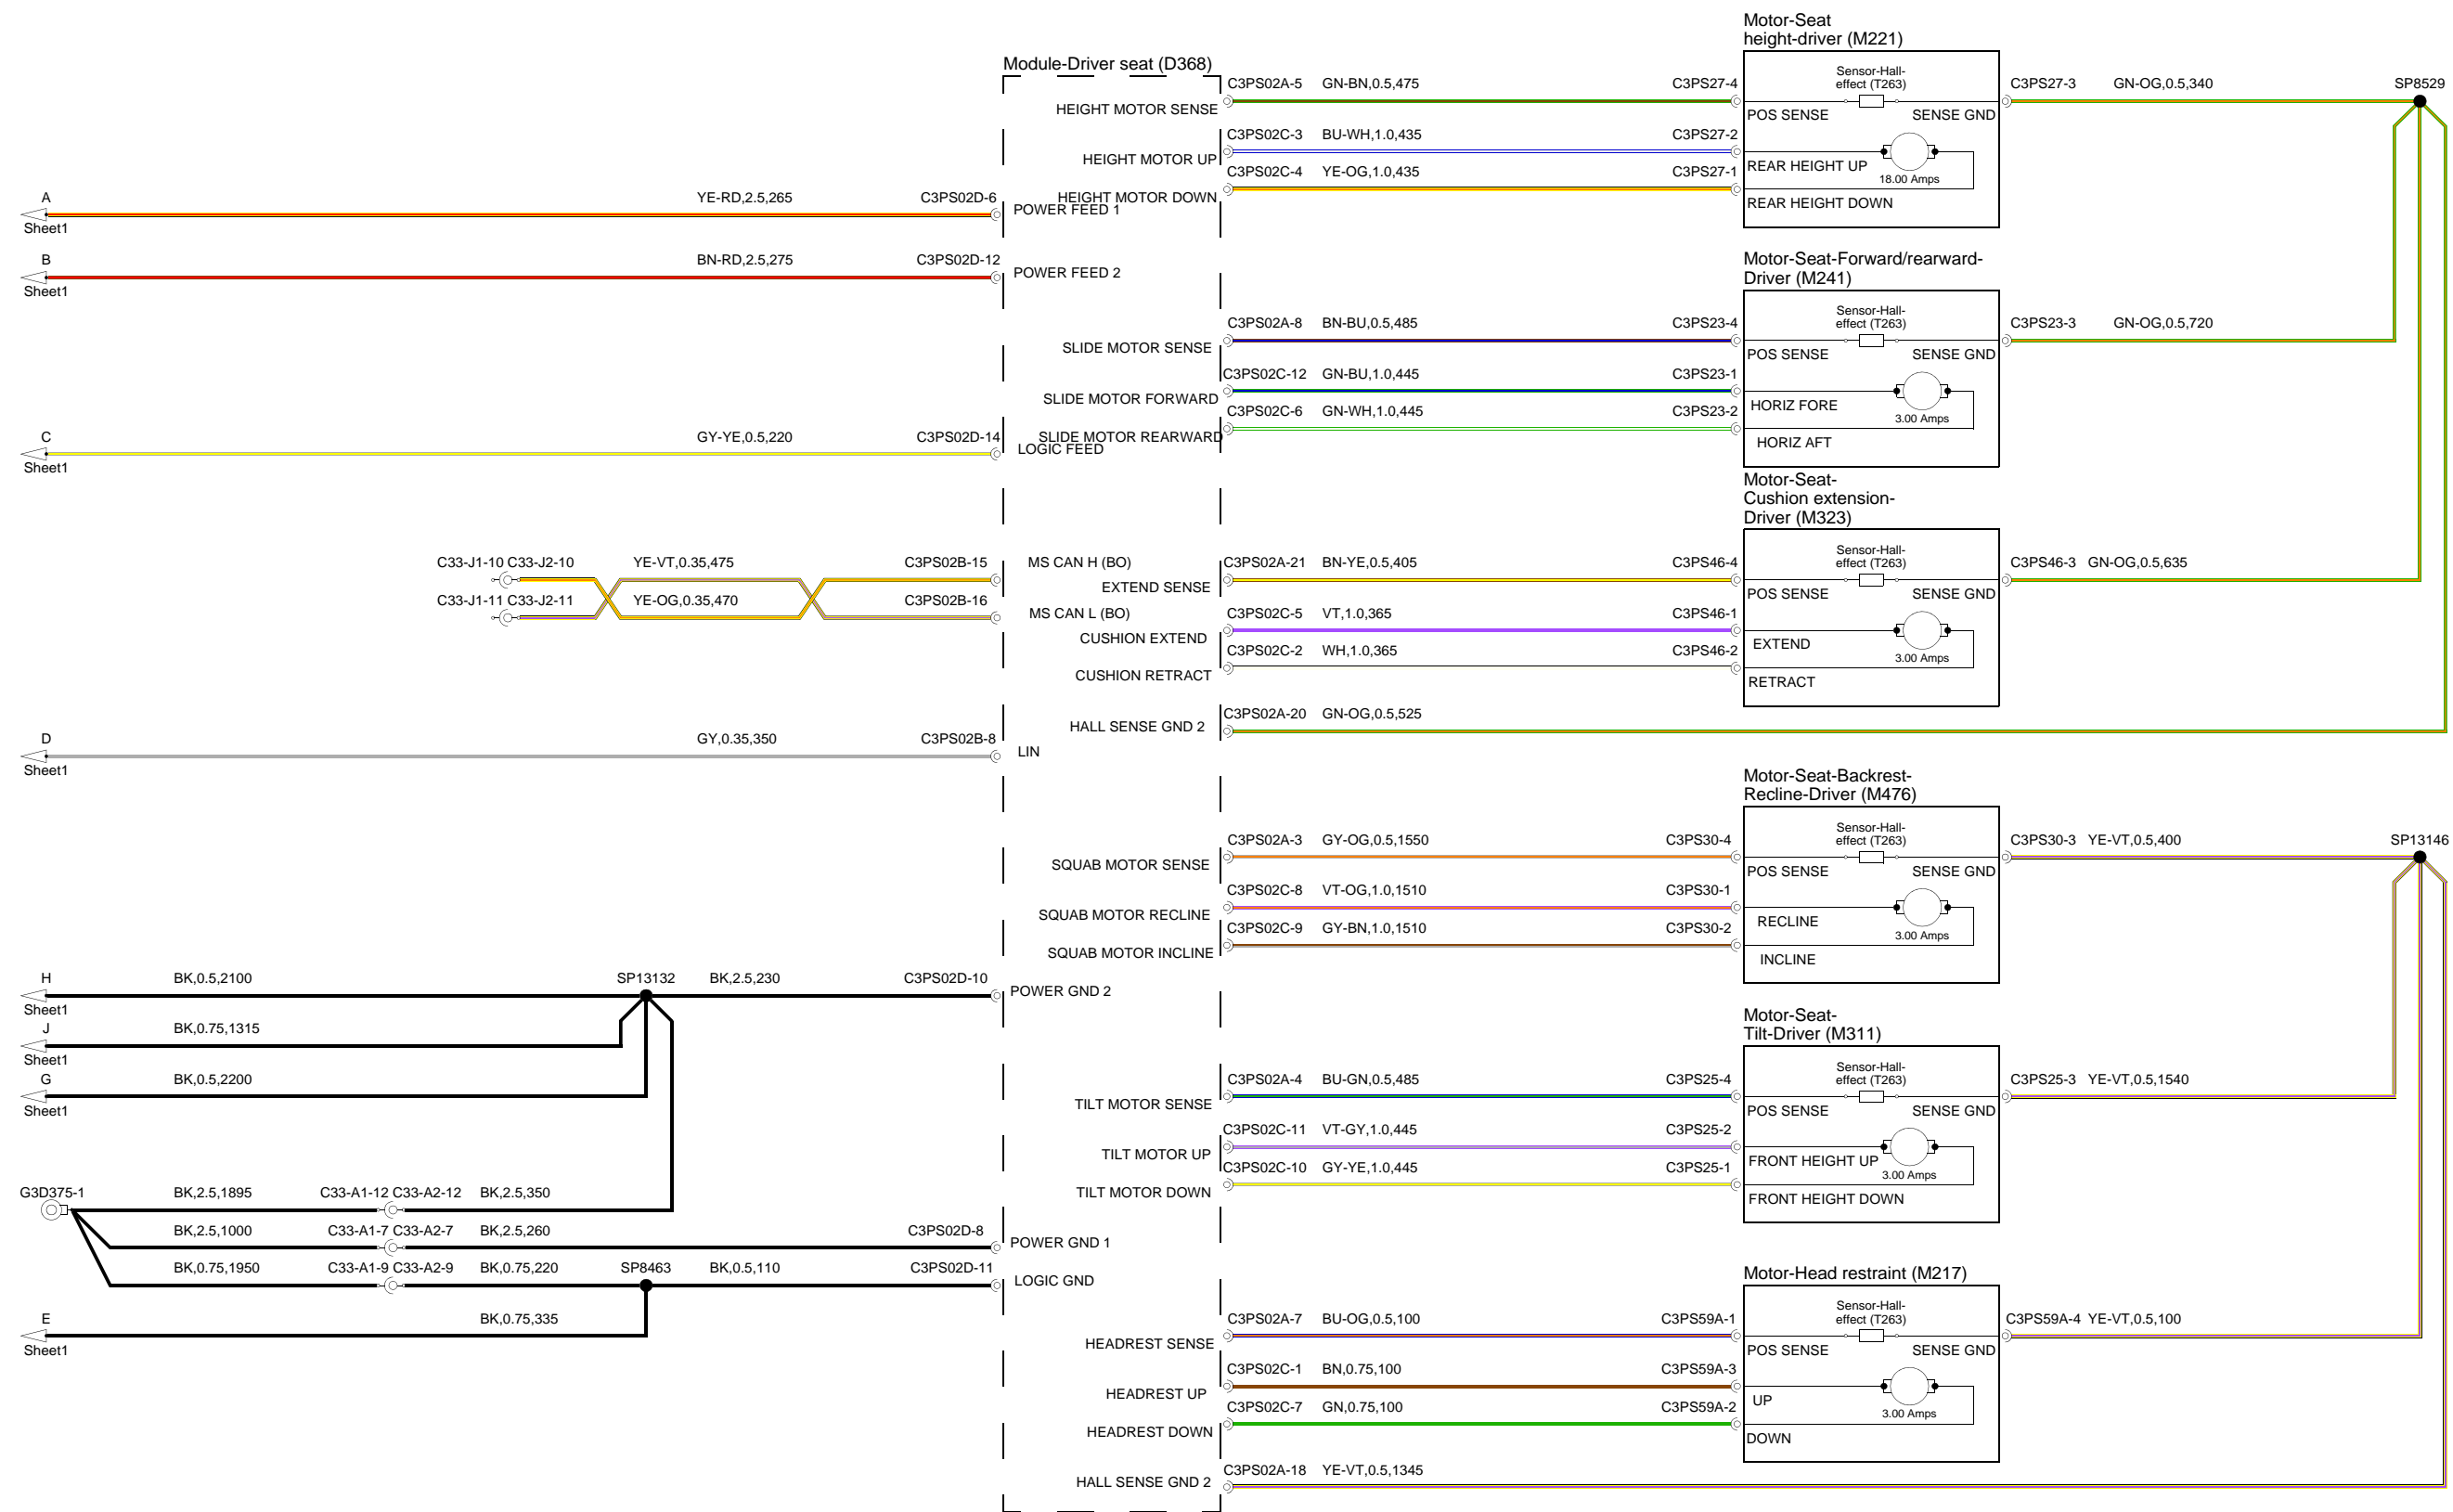 Motor-Seat
height-driver (M221)
Module-Driver seat (D368)
C3PS02A-5 GN-BN,0.5,475 C3PS27-4
Sensor-Hall-
effect (T263)
C3PS27-3 GN-OG,0.5,340 SP8529
HEIGHT MOTOR SENSE
POS SENSE SENSE GND
C3PS02C-3 BU-WH,1.0,435 C3PS27-2
HEIGHT MOTOR UP
REAR HEIGHT UP
18.00 Amps
C3PS02C-4 YE-OG,1.0,435 C3PS27-1
HEIGHT MOTOR DOWN
REAR HEIGHT DOWN
A
Sheet1
YE-RD,2.5,265 C3PS02D-6
POWER FEED 1
B
Sheet1
BN-RD,2.5,275 C3PS02D-12
POWER FEED 2
Motor-Seat-Forward/rearward-
Driver (M241)
C3PS02A-8 BN-BU,0.5,485 C3PS23-4
Sensor-Hall-
effect (T263)
C3PS23-3 GN-OG,0.5,720
SLIDE MOTOR SENSE
POS SENSE SENSE GND
C3PS02C-12 GN-BU,1.0,445 C3PS23-1
SLIDE MOTOR FORWARD
HORIZ FORE
3.00 Amps
C3PS02C-6 GN-WH,1.0,445 C3PS23-2
SLIDE MOTOR REARWARD
HORIZ AFT
C
Sheet1
GY-YE,0.5,220 C3PS02D-14
LOGIC FEED
Motor-Seat-
Cushion extension-
Driver (M323)
C33-J1-10 C33-J2-10 YE-VT,0.35,475 C3PS02B-15
MS CAN H (BO)
C3PS02A-21 BN-YE,0.5,405 C3PS46-4
Sensor-Hall-
effect (T263)
C3PS46-3 GN-OG,0.5,635
EXTEND SENSE
POS SENSE SENSE GND
C33-J1-11 C33-J2-11 YE-OG,0.35,470 C3PS02B-16
MS CAN L (BO)
C3PS02C-5 VT,1.0,365 C3PS46-1
CUSHION EXTEND
EXTEND
3.00 Amps
C3PS02C-2 WH,1.0,365 C3PS46-2
CUSHION RETRACT
RETRACT
C3PS02A-20 GN-OG,0.5,525
HALL SENSE GND 2
D
Sheet1
GY,0.35,350 C3PS02B-8
LIN
Motor-Seat-Backrest-
Recline-Driver (M476)
C3PS02A-3 GY-OG,0.5,1550 C3PS30-4
Sensor-Hall-
effect (T263)
C3PS30-3 YE-VT,0.5,400 SP13146
SQUAB MOTOR SENSE
POS SENSE SENSE GND
C3PS02C-8 VT-OG,1.0,1510 C3PS30-1
SQUAB MOTOR RECLINE
RECLINE
3.00 Amps
C3PS02C-9 GY-BN,1.0,1510 C3PS30-2
SQUAB MOTOR INCLINE
INCLINE
H
Sheet1
BK,0.5,2100 SP13132 BK,2.5,230 C3PS02D-10
POWER GND 2
J
Sheet1
BK,0.75,1315
G
Sheet1
BK,0.5,2200
Motor-Seat-
Tilt-Driver (M311)
C3PS02A-4 BU-GN,0.5,485 C3PS25-4
Sensor-Hall-
effect (T263)
C3PS25-3 YE-VT,0.5,1540
TILT MOTOR SENSE
POS SENSE SENSE GND
C3PS02C-11 VT-GY,1.0,445 C3PS25-2
TILT MOTOR UP
FRONT HEIGHT UP
3.00 Amps
C3PS02C-10 GY-YE,1.0,445 C3PS25-1
TILT MOTOR DOWN
FRONT HEIGHT DOWN
G3D375-1
BK,2.5,1895 C33-A1-12 C33-A2-12 BK,2.5,350
BK,2.5,1000 C33-A1-7 C33-A2-7 BK,2.5,260 C3PS02D-8
POWER GND 1
BK,0.75,1950 C33-A1-9 C33-A2-9 BK,0.75,220 SP8463 BK,0.5,110 C3PS02D-11
LOGIC GND
E
Sheet1
BK,0.75,335
Motor-Head restraint (M217)
C3PS02A-7 BU-OG,0.5,100 C3PS59A-1
Sensor-Hall-
effect (T263)
C3PS59A-4 YE-VT,0.5,100
HEADREST SENSE
POS SENSE SENSE GND
C3PS02C-1 BN,0.75,100 C3PS59A-3
HEADREST UP
UP
3.00 Amps
C3PS02C-7 GN,0.75,100 C3PS59A-2
HEADREST DOWN
DOWN
C3PS02A-18 YE-VT,0.5,1345
HALL SENSE GND 2